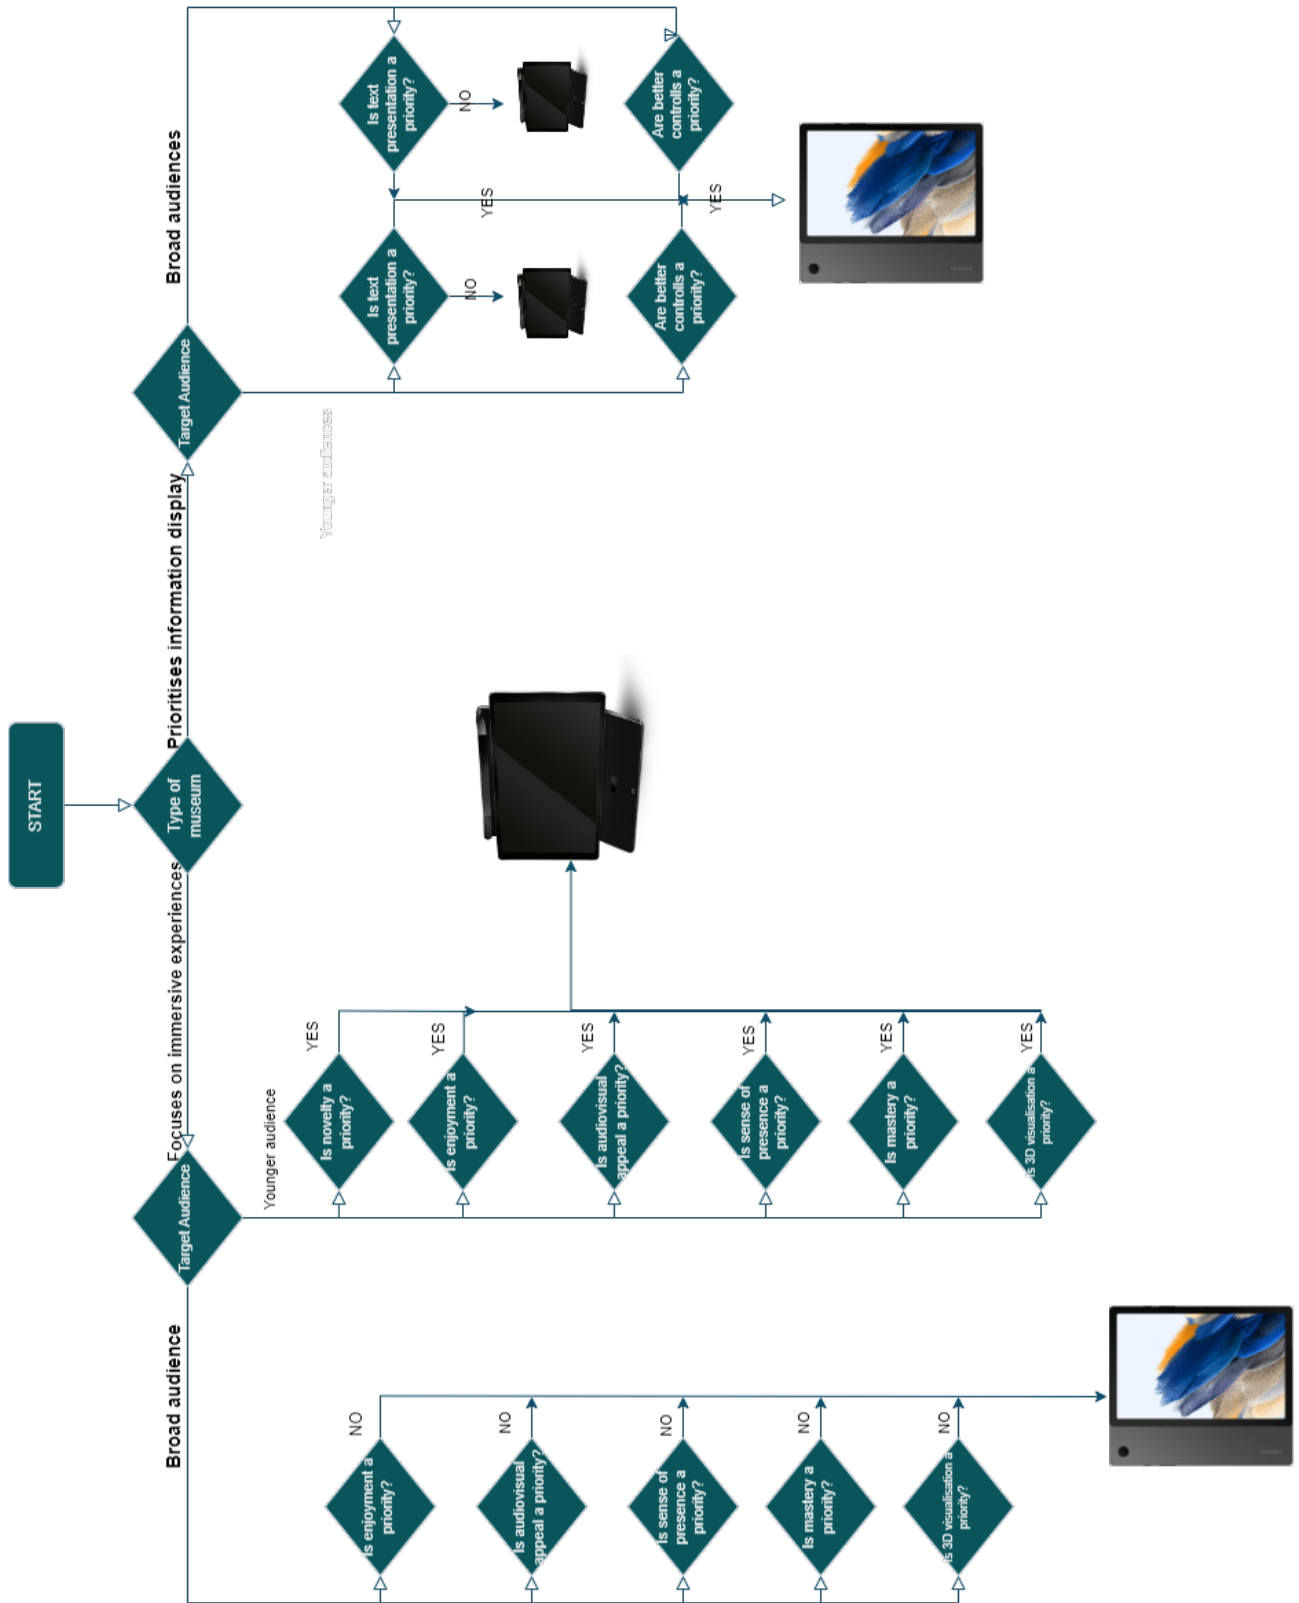 START
Type of
museum
Focuses on immersive experiences
Prioritises information display
Target Audience
Broad audience
Younger audience
Is enjoyment a
priority?
NO
Is audiovisual
appeal a priority?
NO
Is sense of
presence a
priority?
NO
Is mastery a
priority?
NO
Is 3D visualisation a
priority?
NO
Is novelty a
priority?
YES
Is enjoyment a
priority?
YES
Is audiovisual
appeal a priority?
YES
Is sense of
presence a
priority?
YES
Is mastery a
priority?
YES
Is 3D visualisation a
priority?
YES
Target Audience
Younger audiences
Broad audiences
Is text
presentation a
priority?
NO
Is text
presentation a
priority?
NO
YES
Are better
controlls a
priority?
Are better
controlls a
priority?
YES